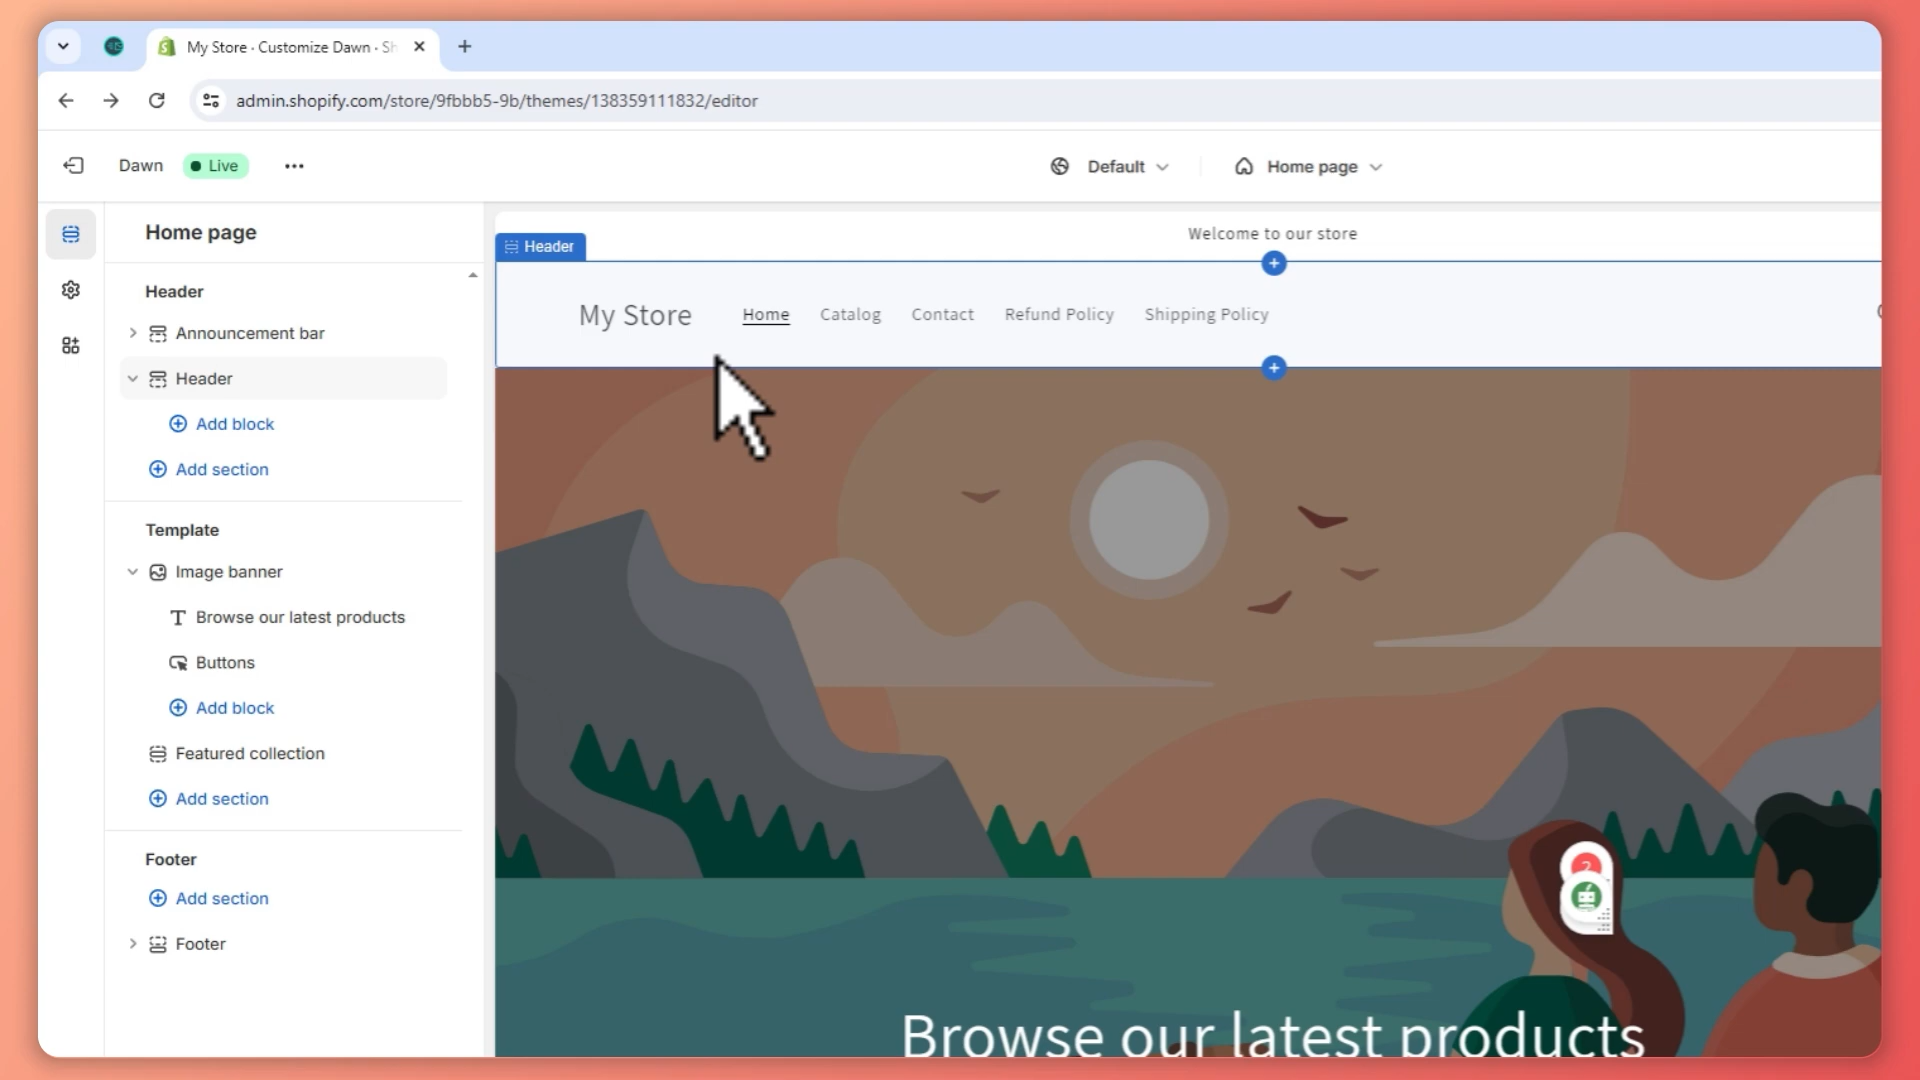 My Store · Customize Dawn · Sh
admin.shopify.com/store/9fbbb5-9b/themes/138359111832/editor
Dawn
Live
Default
Home page
Home page
Header
Announcement bar
Header
Add block
Add section
Template
Image banner
Browse our latest products
Buttons
Add block
Featured collection
Add section
Footer
Add section
Footer
Welcome to our store
Header
My Store
Home
Catalog
Contact
Refund Policy
Shipping Policy
2
Browse our latest products